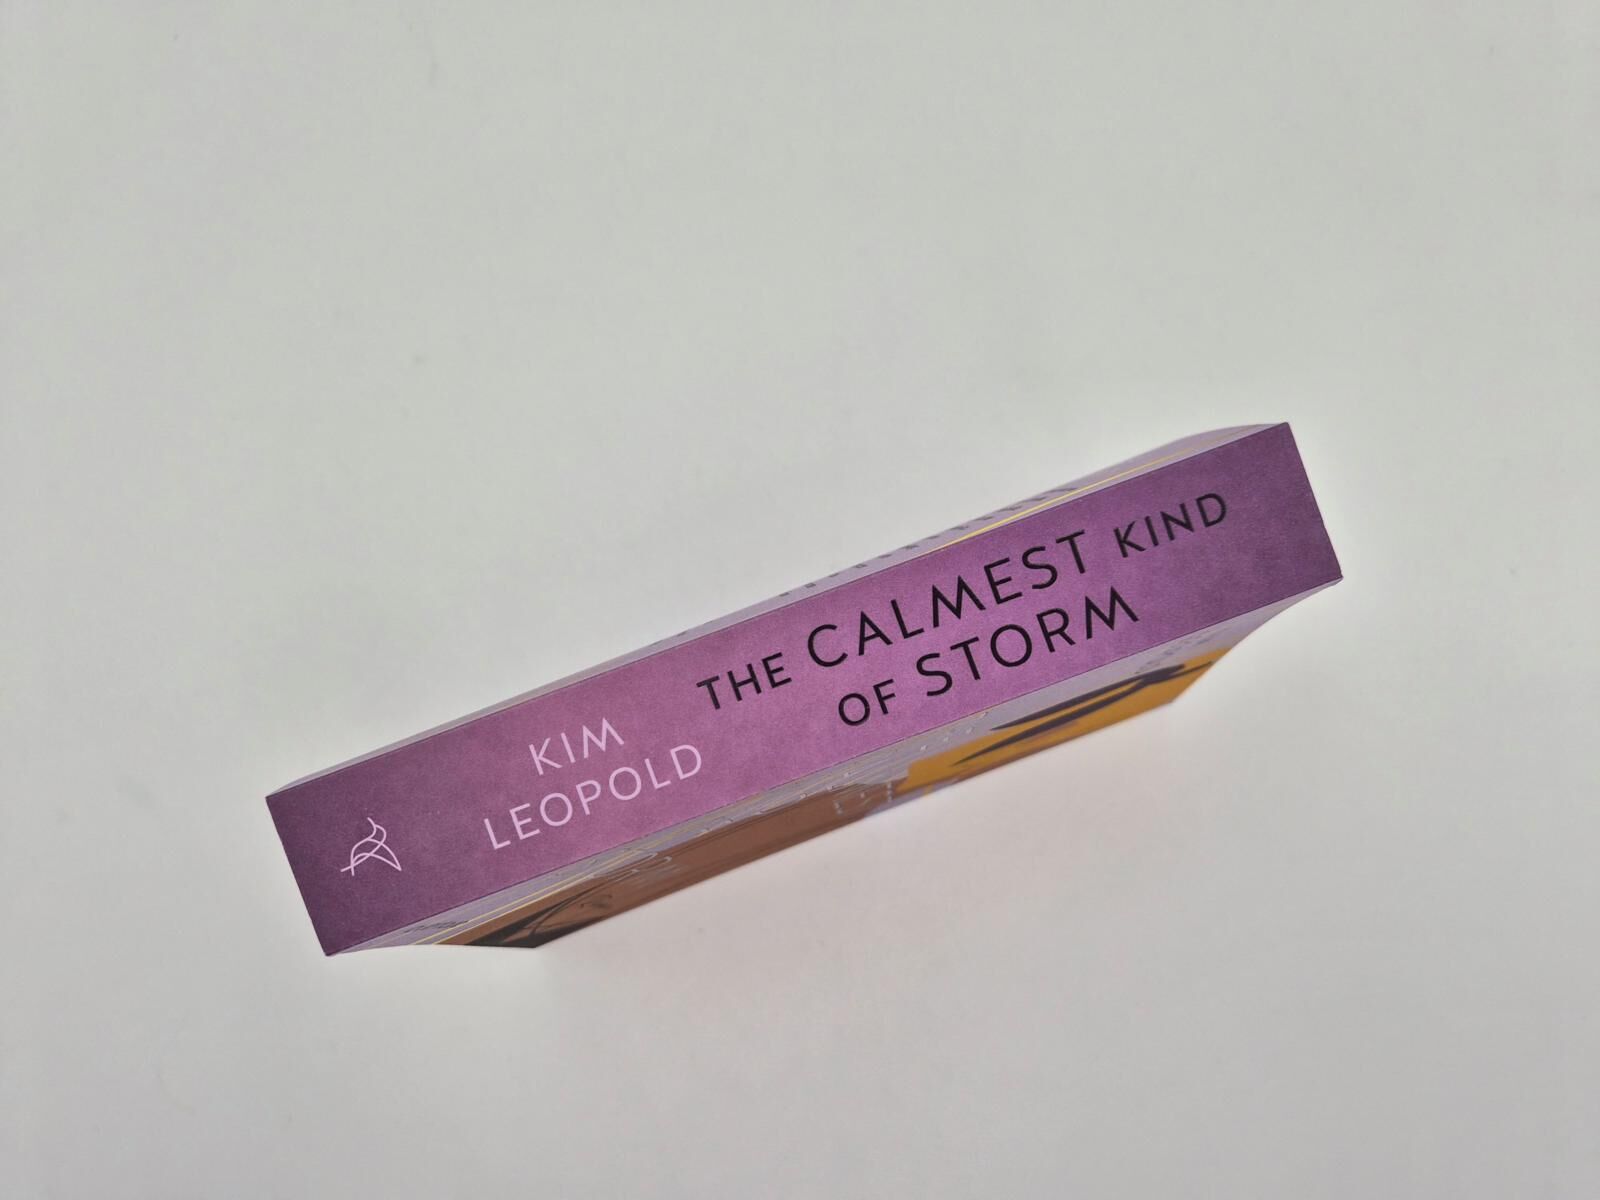 KIM
LEOPOLD
THE CALMEST KIND
OF STORM